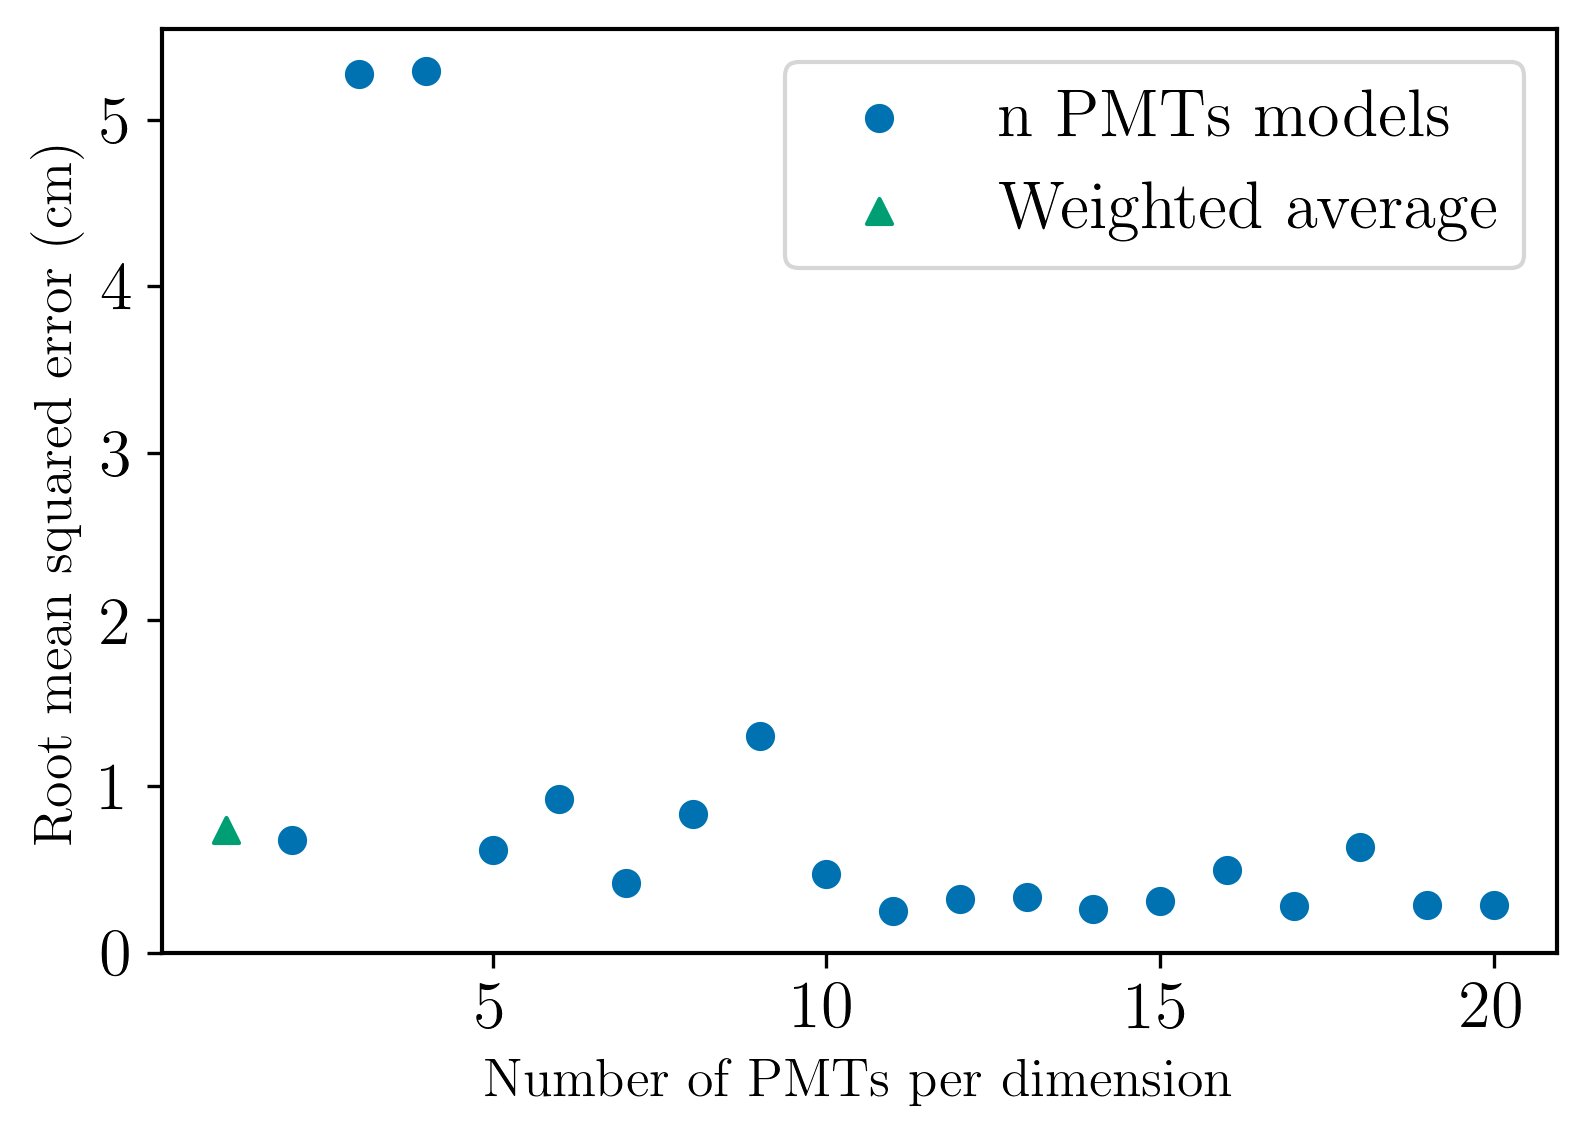 n PMTs models
Weighted average
Root mean squared error (cm)
5
4
3
2
1
0
5 10 15 20
Number of PMTs per dimension